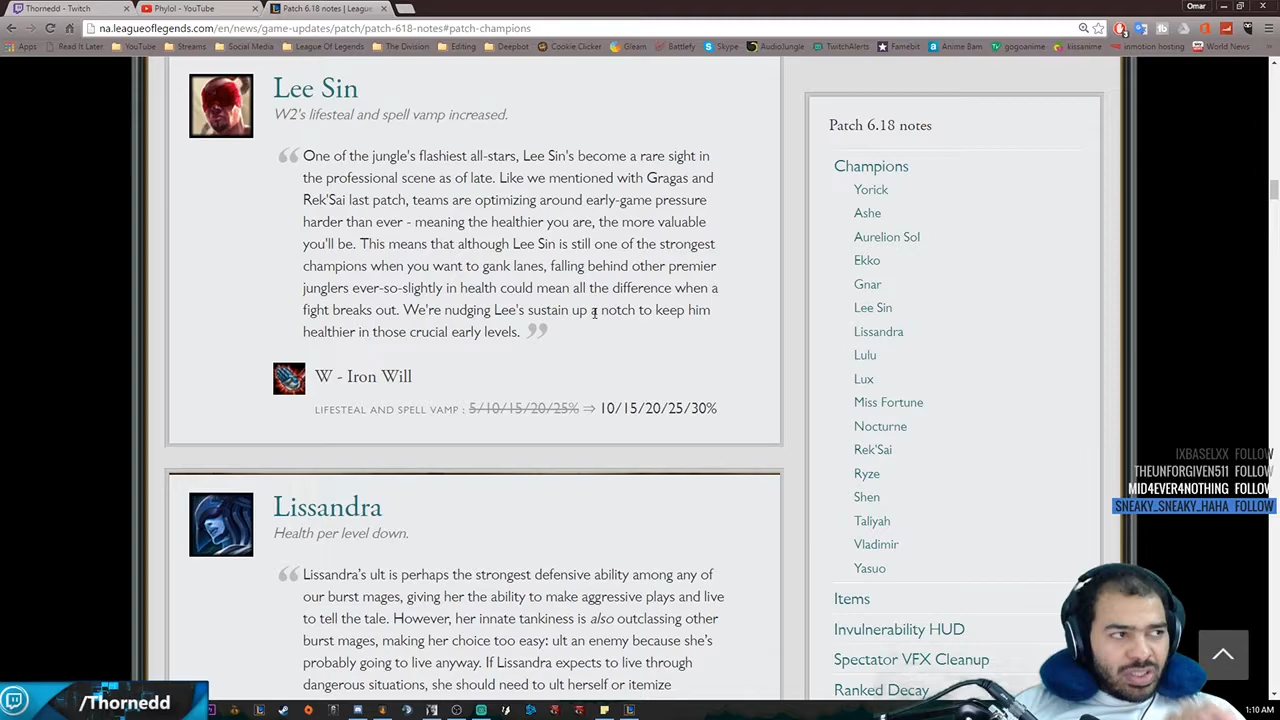 Thornedd - Twitch
Phylol - YouTube
Patch 6.18 notes | League
Omar
na.leagueoflegends.com/en/news/game-updates/patch/patch-618-notes#patch-champions
Apps Read It Later YouTube Streams Social Media League Of Legends The Division Editing Deepbot Cookie Clicker Gleam Battlefy Skype AudioJungle TwitchAlerts Famebit Anime Bam gogoanime kissanime inmotion hosting World News
Lee Sin
W2's lifesteal and spell vamp increased.
“ One of the jungle's flashiest all-stars, Lee Sin's become a rare sight in
the professional scene as of late. Like we mentioned with Gragas and
Rek'Sai last patch, teams are optimizing around early-game pressure
harder than ever - meaning the healthier you are, the more valuable
you'll be. This means that although Lee Sin is still one of the strongest
champions when you want to gank lanes, falling behind other premier
junglers ever-so-slightly in health could mean all the difference when a
fight breaks out. We're nudging Lee's sustain up a notch to keep him
healthier in those crucial early levels. ”
W - Iron Will
LIFESTEAL AND SPELL VAMP : 5/10/15/20/25% ⇒ 10/15/20/25/30%
Lissandra
Health per level down.
“ Lissandra's ult is perhaps the strongest defensive ability among any of
our burst mages, giving her the ability to make aggressive plays and live
to tell the tale. However, her innate tankiness is also outclassing other
burst mages, making her choice too easy: ult an enemy because she's
probably going to live anyway. If Lissandra expects to live through
dangerous situations, she should need to ult herself or itemize
Patch 6.18 notes
Champions
Yorick
Ashe
Aurelion Sol
Ekko
Gnar
Lee Sin
Lissandra
Lulu
Lux
Miss Fortune
Nocturne
Rek'Sai
Ryze
Shen
Taliyah
Vladimir
Yasuo
Items
Invulnerability HUD
Spectator VFX Cleanup
Ranked Decay
IXBASELXX FOLLOW
THEUNFORGIVEN511 FOLLOW
MID4EVER4NOTHING FOLLOW
SNEAKY_SNEAKY_HAHA FOLLOW
/Thornedd
1:10 AM